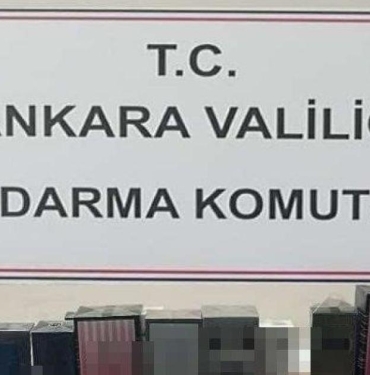 T.C.
ANKARA VALİLİĞ
DARMA KOMUT